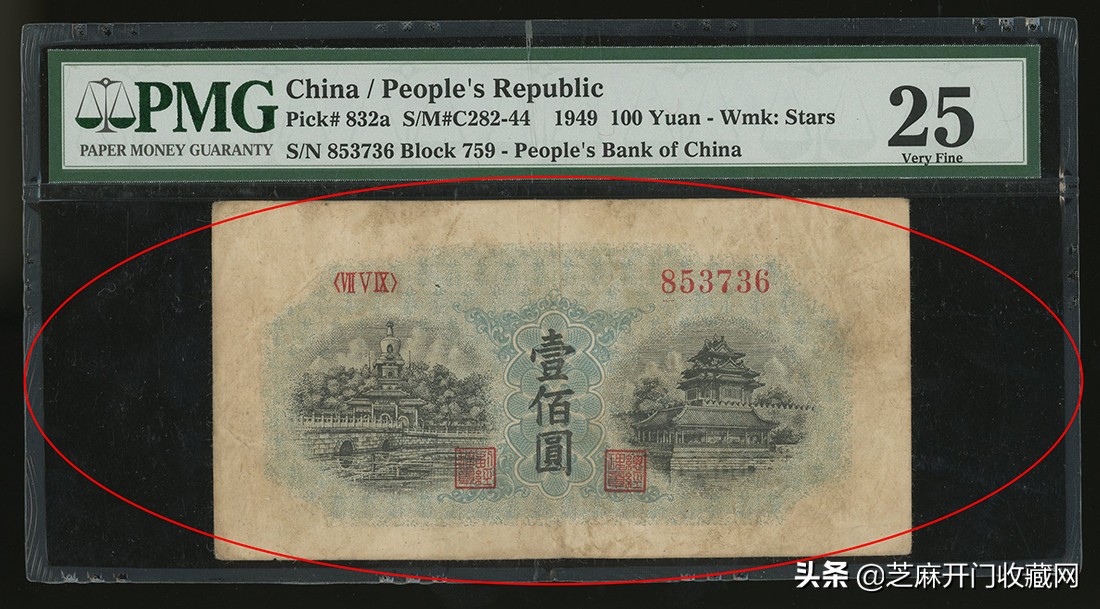 PMG
PAPER MONEY GUARANTY
China / People's Republic
Pick# 832a S/M#C282-44 1949 100 Yuan - Wmk: Stars
S/N 853736 Block 759 - People's Bank of China
25
Very Fine
〈ⅦⅤⅨ〉
853736
壹佰圓
头条 @芝麻开门收藏网